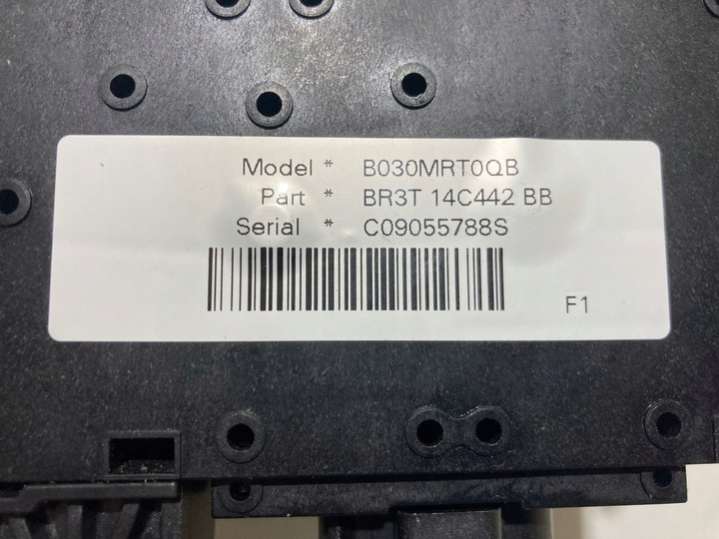 Model * B030MRT0QB
Part * BR3T 14C442 BB
Serial * C09055788S
F1